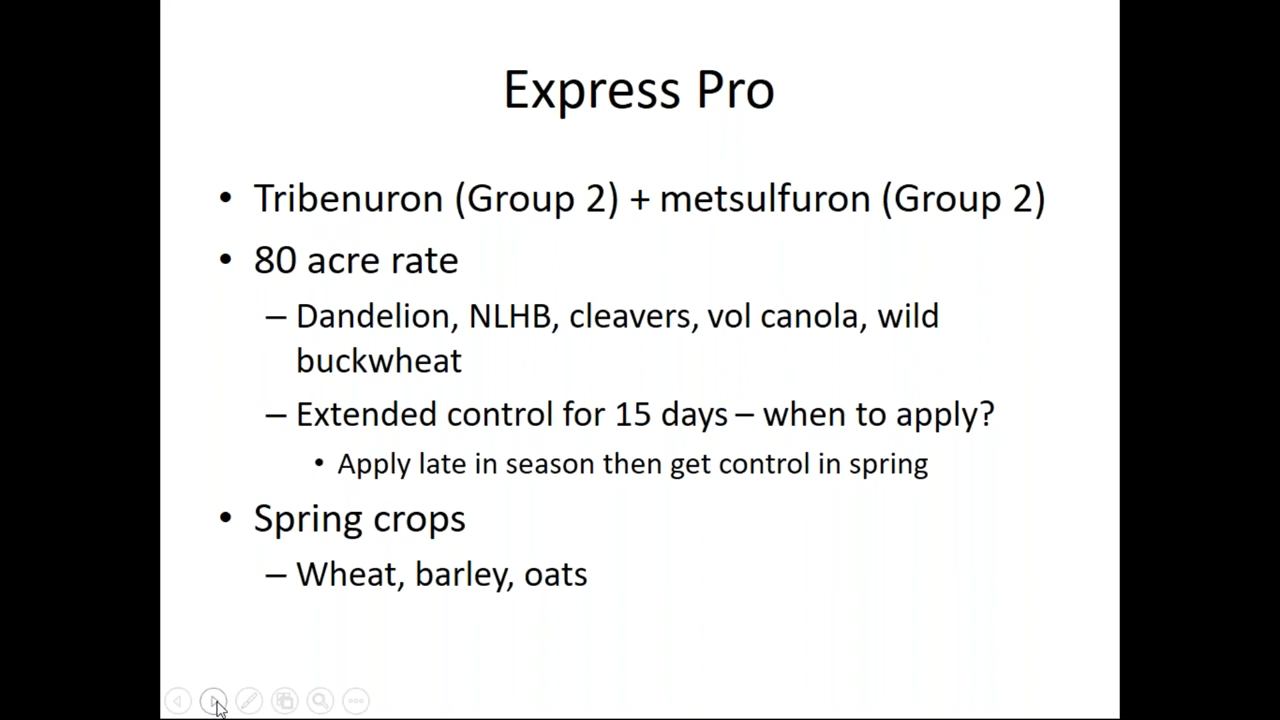 Express Pro
• Tribenuron (Group 2) + metsulfuron (Group 2)
• 80 acre rate
– Dandelion, NLHB, cleavers, vol canola, wild
buckwheat
– Extended control for 15 days – when to apply?
• Apply late in season then get control in spring
• Spring crops
– Wheat, barley, oats